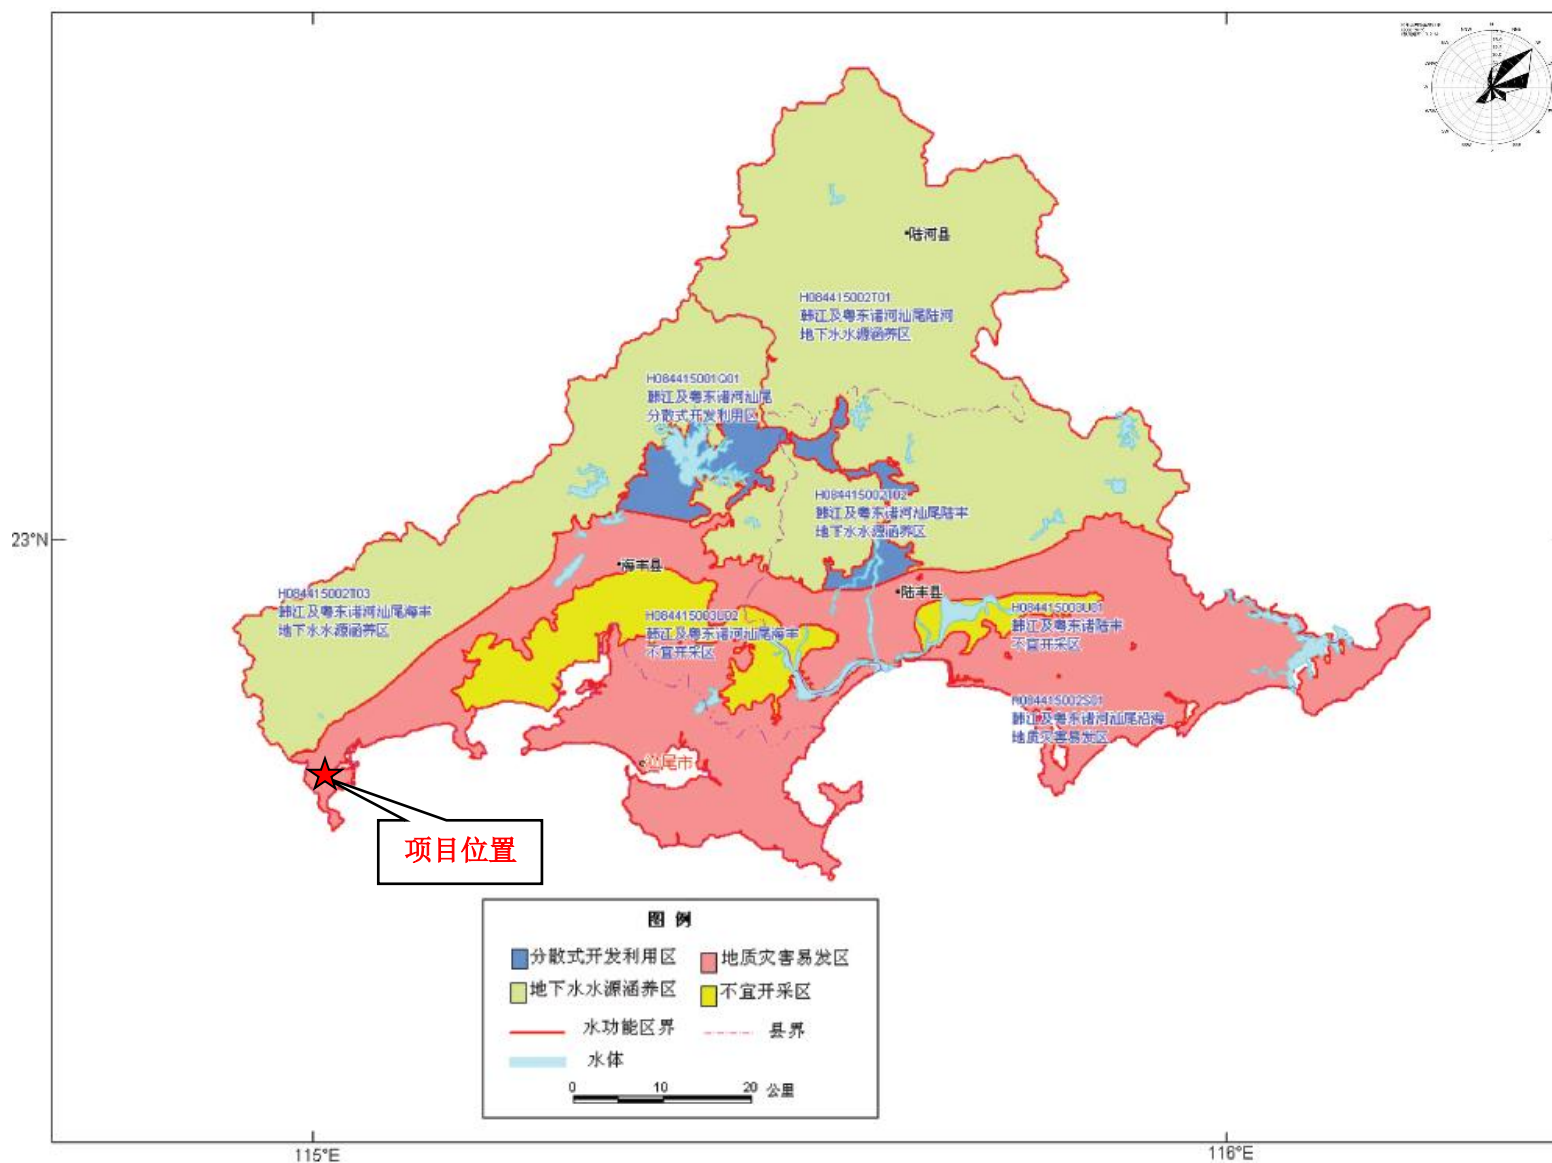 陆河县
H084415002T01
韩江及粤东诸河汕尾陆河
地下水水源涵养区
H084415001Q01
韩江及粤东诸河汕尾
分散式开发利用区
H084415002T02
韩江及粤东诸河汕尾陆丰
地下水水源涵养区
23°N
海丰县
陆丰县
H084415002T03
韩江及粤东诸河汕尾海丰
地下水水源涵养区
H084415003U02
韩江及粤东诸河汕尾海丰
不宜开采区
H084415003U01
韩江及粤东诸陆丰
不宜开采区
H084415002S01
韩江及粤东诸河汕尾沿海
地质灾害易发区
汕尾市
项目位置
图 例
分散式开发利用区
地质灾害易发区
地下水水源涵养区
不宜开采区
水功能区界
县界
水体
0 10 20 公里
115°E
116°E